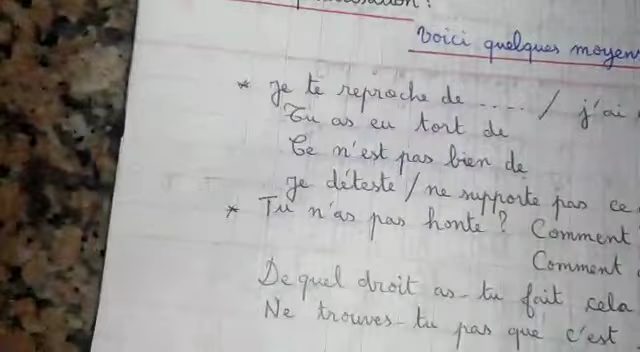 Voici quelques moyens
* Je te reproche de ..... / j'ai
Tu as eu tort de
Ce n'est pas bien de
Je déteste / ne supporte pas ce
* Tu n'as pas honte ? Comment
Comment
De quel droit as-tu fait cela
Ne trouves-tu pas que c'est